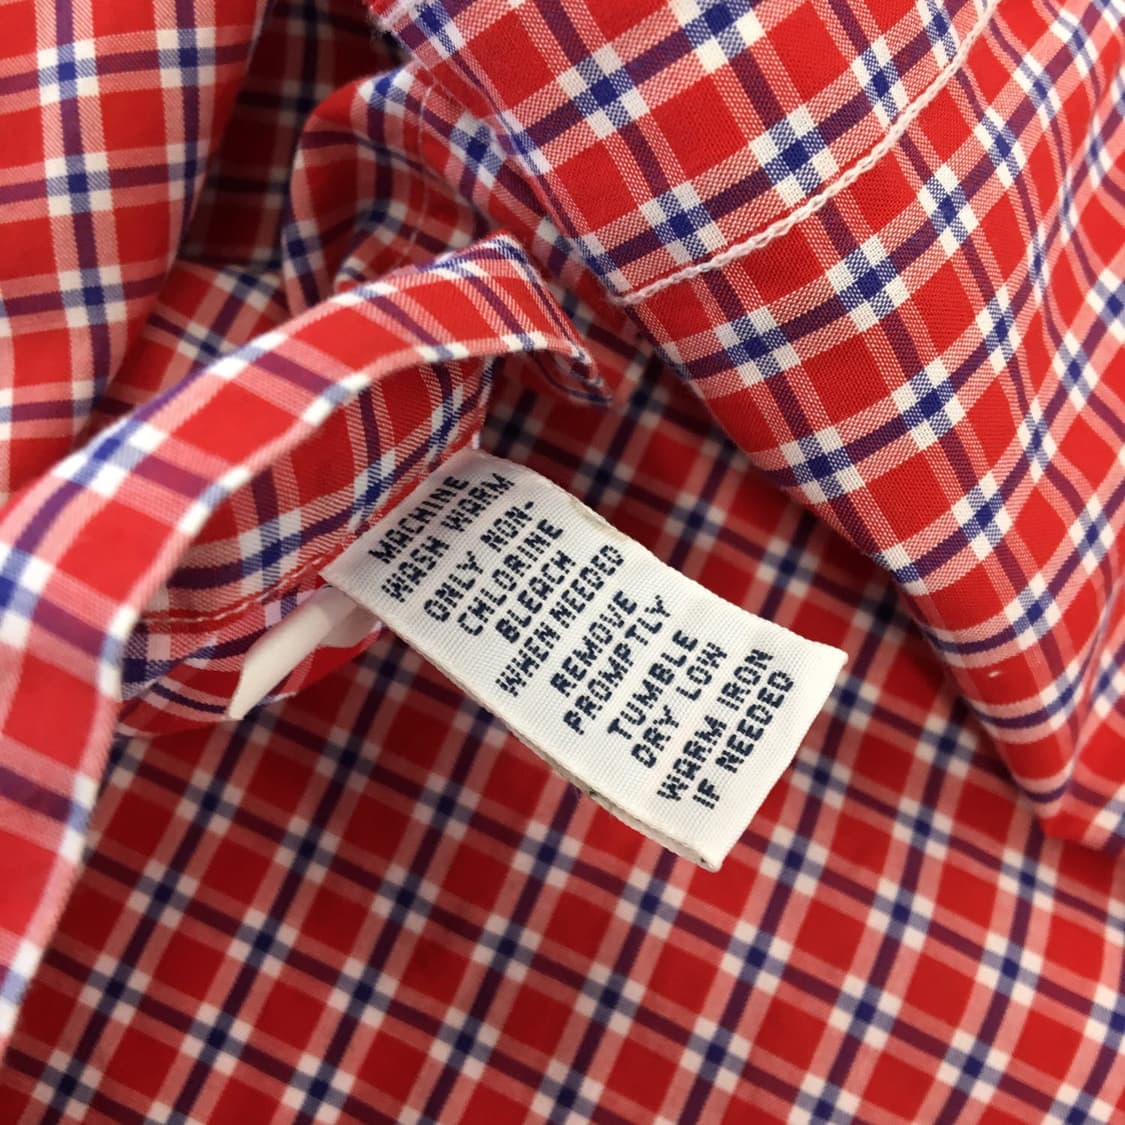 MACHINE
WASH WARM
ONLY NON-
CHLORINE
BLEACH
WHEN NEEDED
REMOVE
PROMPTLY
TUMBLE
DRY LOW
WARM IRON
IF NEEDED